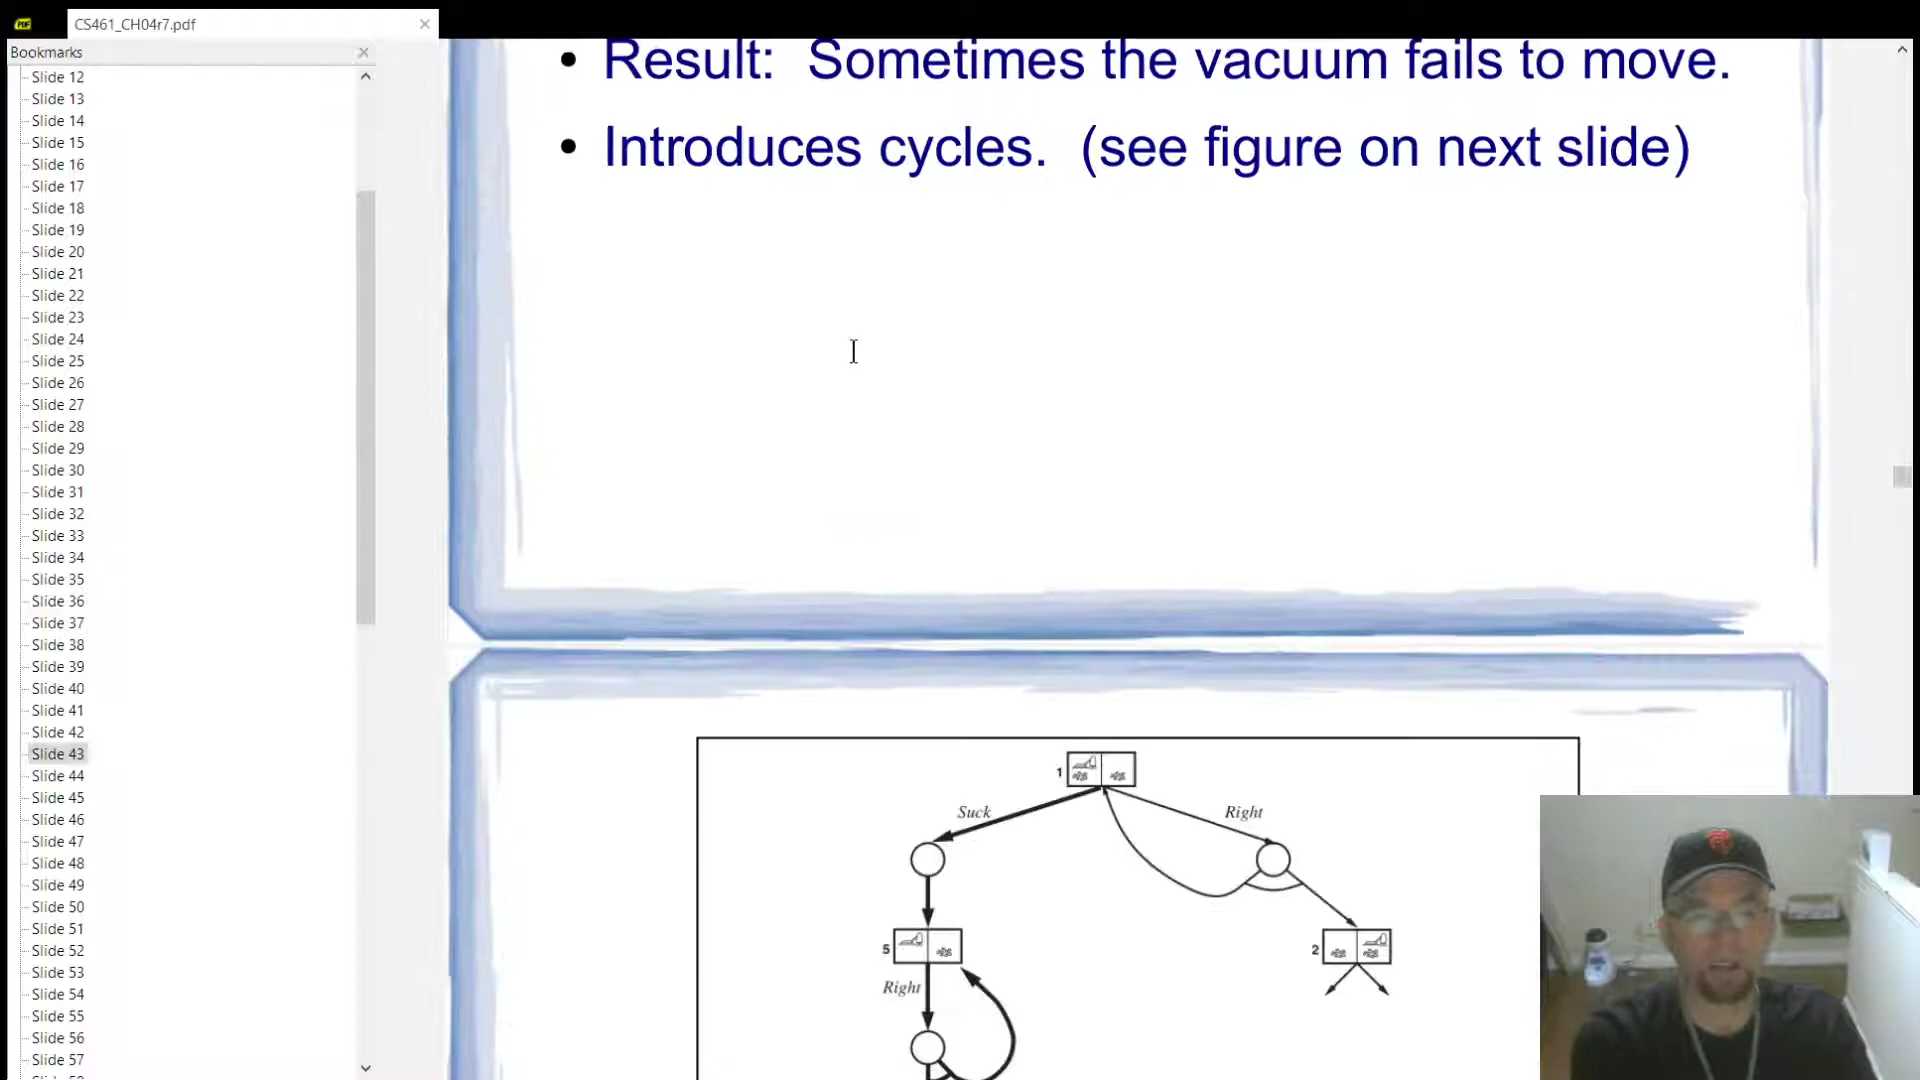 PDF
CS461_CH04r7.pdf
Bookmarks
Slide 12
Slide 13
Slide 14
Slide 15
Slide 16
Slide 17
Slide 18
Slide 19
Slide 20
Slide 21
Slide 22
Slide 23
Slide 24
Slide 25
Slide 26
Slide 27
Slide 28
Slide 29
Slide 30
Slide 31
Slide 32
Slide 33
Slide 34
Slide 35
Slide 36
Slide 37
Slide 38
Slide 39
Slide 40
Slide 41
Slide 42
Slide 43
Slide 44
Slide 45
Slide 46
Slide 47
Slide 48
Slide 49
Slide 50
Slide 51
Slide 52
Slide 53
Slide 54
Slide 55
Slide 56
Slide 57
• Result: Sometimes the vacuum fails to move.
• Introduces cycles. (see figure on next slide)
1
Suck
Right
5
2
Right